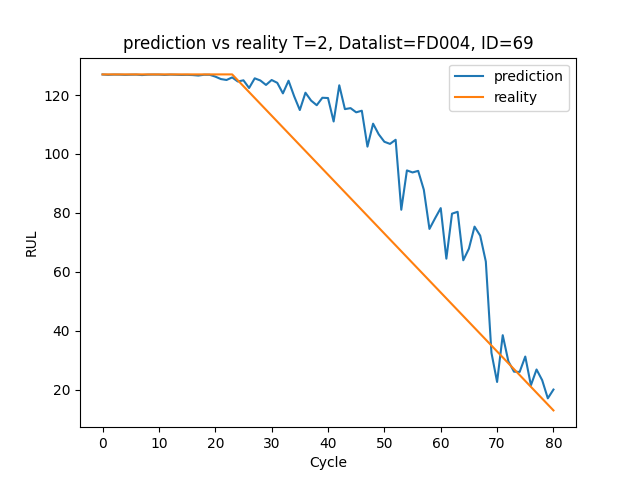 prediction vs reality T=2, Datalist=FD004, ID=69
prediction
reality
120
100
80
60
40
20
RUL
0 10 20 30 40 50 60 70 80
Cycle